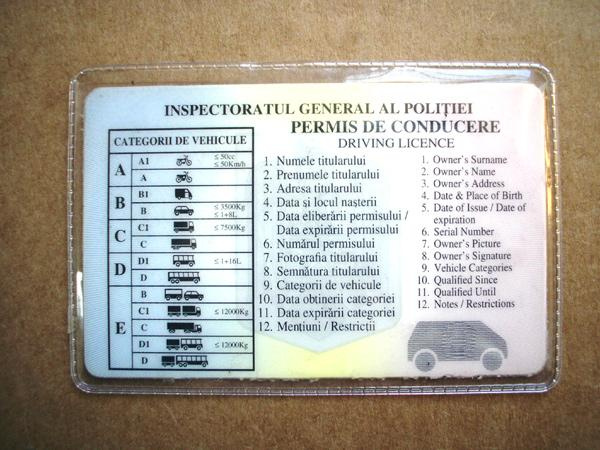 INSPECTORATUL GENERAL AL POLIȚIEI
PERMIS DE CONDUCERE
DRIVING LICENCE
CATEGORII DE VEHICULE
A
A1 ≤ 50cc ≤ 50Km/h
A
B
B1
B ≤ 3500Kg ≤ 1+8L
C
C1 ≤ 7500Kg
C
D
D1 ≤ 1+16L
D
E
B
C1 ≤ 12000Kg
C
D1 ≤ 12000Kg
D
1. Numele titularului
2. Prenumele titularului
3. Adresa titularului
4. Data și locul nașterii
5. Data eliberării permisului /
Data expirării permisului
6. Numărul permisului
7. Fotografia titularului
8. Semnătura titularului
9. Categorii de vehicule
10. Data obținerii categoriei
11. Data expirării categoriei
12. Mențiuni / Restricții
1. Owner's Surname
2. Owner's Name
3. Owner's Address
4. Date & Place of Birth
5. Date of Issue / Date of
expiration
6. Serial Number
7. Owner's Picture
8. Owner's Signature
9. Vehicle Categories
10. Qualified Since
11. Qualified Until
12. Notes / Restrictions